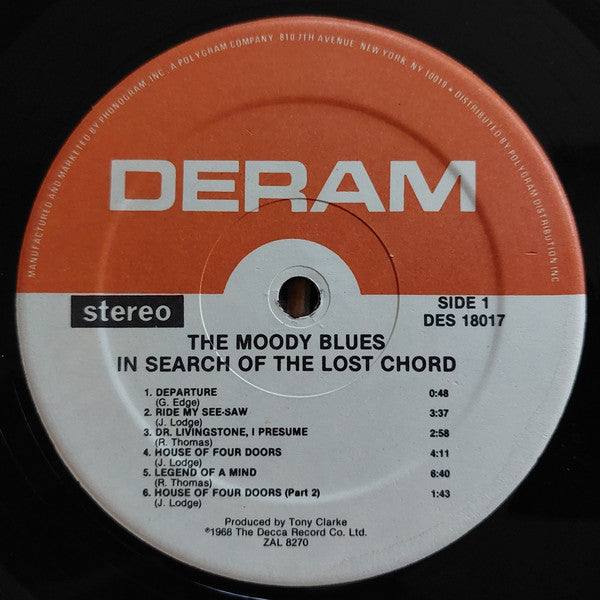 MANUFACTURED AND MARKETED BY PHONOGRAM, INC. A POLYGRAM COMPANY 810 7TH AVENUE, NEW YORK, NY 10019 • DISTRIBUTED BY POLYGRAM DISTRIBUTION INC
DERAM
stereo
SIDE 1
DES 18017
THE MOODY BLUES
IN SEARCH OF THE LOST CHORD
1. DEPARTURE 0:48
(G. Edge)
2. RIDE MY SEE-SAW 3:37
(J. Lodge)
3. DR. LIVINGSTONE, I PRESUME 2:58
(R. Thomas)
4. HOUSE OF FOUR DOORS 4:11
(J. Lodge)
5. LEGEND OF A MIND 6:40
(R. Thomas)
6. HOUSE OF FOUR DOORS (Part 2) 1:43
(J. Lodge)
Produced by Tony Clarke
℗1968 The Decca Record Co. Ltd.
ZAL 8270